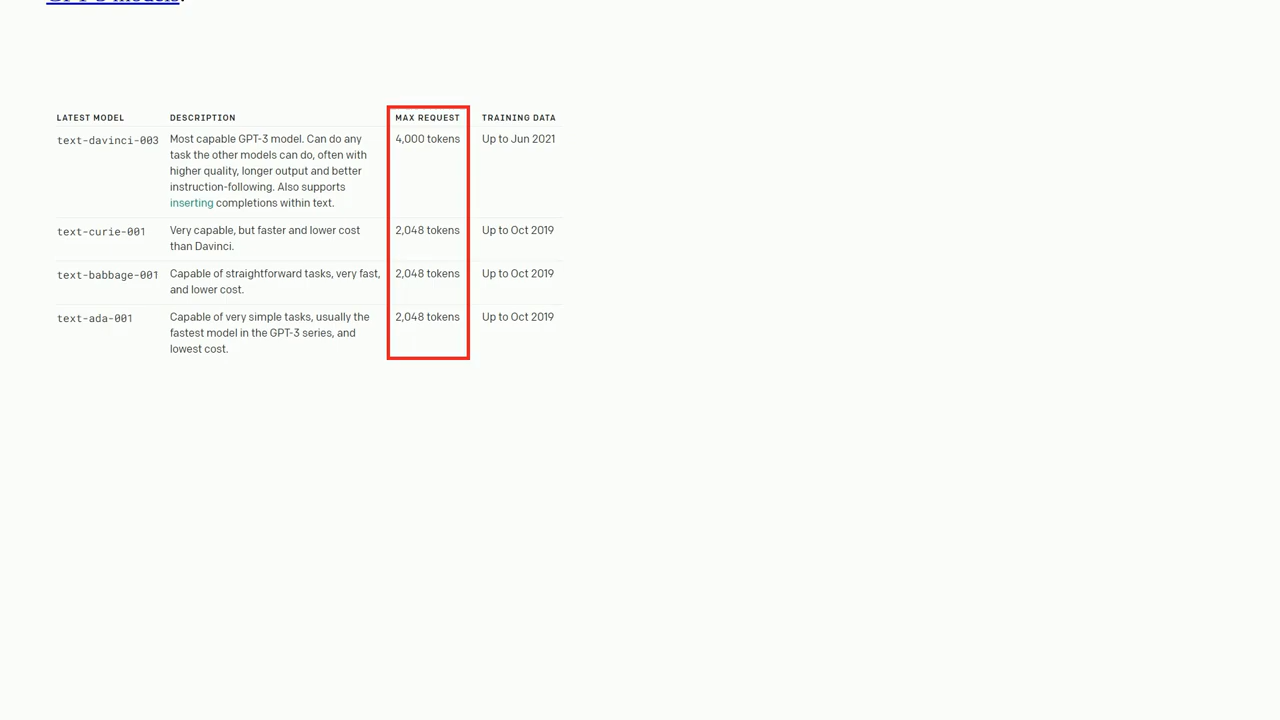 GPT-3 models.
LATEST MODEL DESCRIPTION MAX REQUEST TRAINING DATA
text-davinci-003 Most capable GPT-3 model. Can do any 4,000 tokens Up to Jun 2021
task the other models can do, often with
higher quality, longer output and better
instruction-following. Also supports
inserting completions within text.
text-curie-001 Very capable, but faster and lower cost 2,048 tokens Up to Oct 2019
than Davinci.
text-babbage-001 Capable of straightforward tasks, very fast, 2,048 tokens Up to Oct 2019
and lower cost.
text-ada-001 Capable of very simple tasks, usually the 2,048 tokens Up to Oct 2019
fastest model in the GPT-3 series, and
lowest cost.